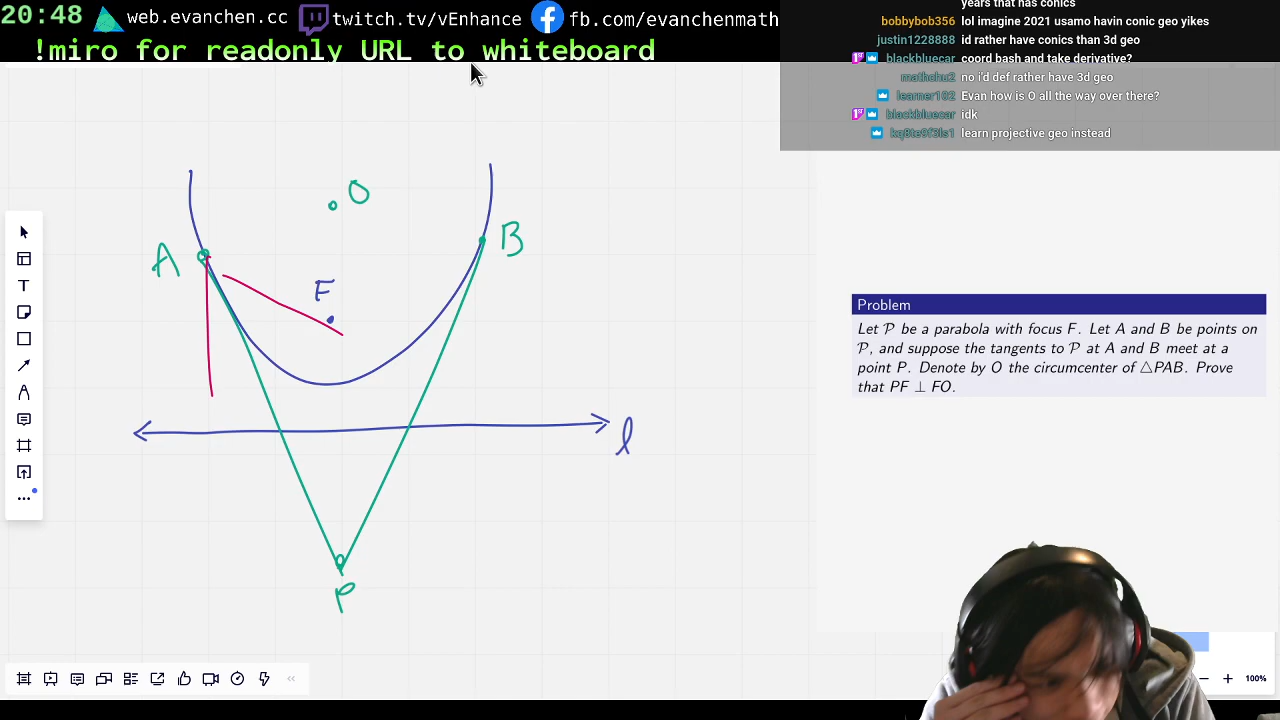 20:48 web.evanchen.cc twitch.tv/vEnhance fb.com/evanchenmath
!miro for readonly URL to whiteboard
years that has conics
bobbybob356 lol imagine 2021 usamo havin conic geo yikes
justin1228888 id rather have conics than 3d geo
blackbluecar coord bash and take derivative?
mathchu2 no i'd def rather have 3d geo
learner102 Evan how is O all the way over there?
blackbluecar idk
learn projective geo instead
O
A
B
F
l
P
Problem
Let P be a parabola with focus F. Let A and B be points on
P, and suppose the tangents to P at A and B meet at a
point P. Denote by O the circumcenter of △PAB. Prove
that PF ⊥ FO.
T
100%